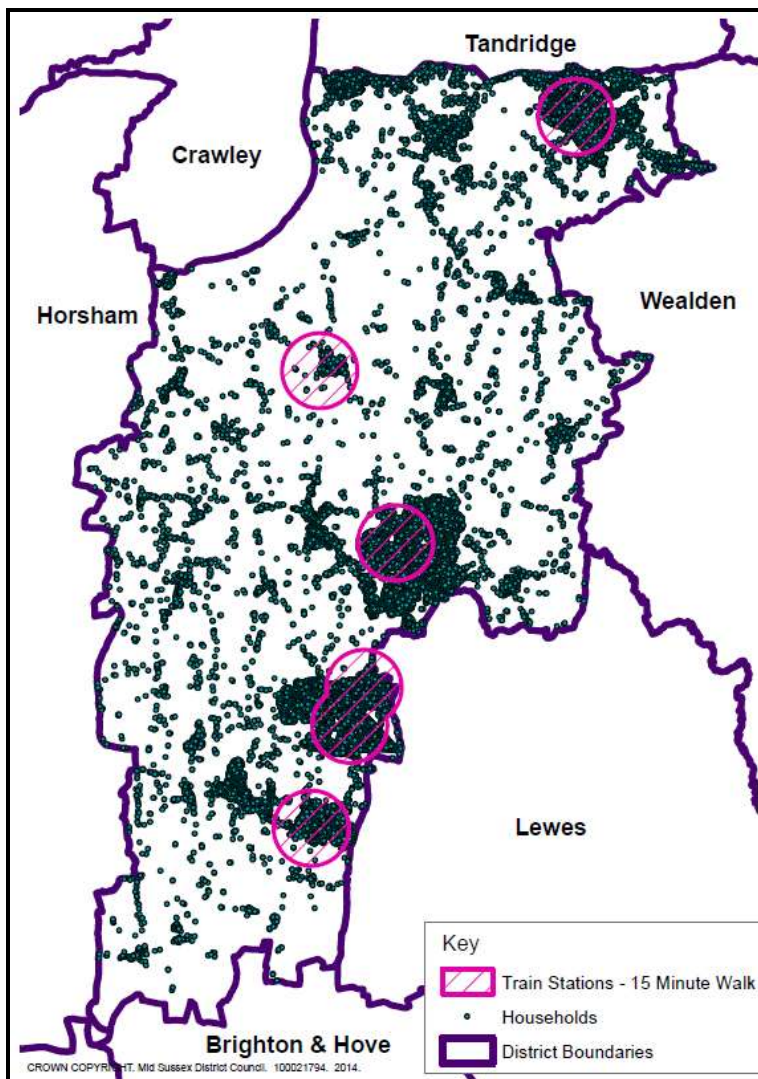 Tandridge
Crawley
Horsham
Wealden
Lewes
Key
Train Stations - 15 Minute Walk
Households
District Boundaries
Brighton & Hove
CROWN COPYRIGHT. Mid Sussex District Council. 100021794. 2014.